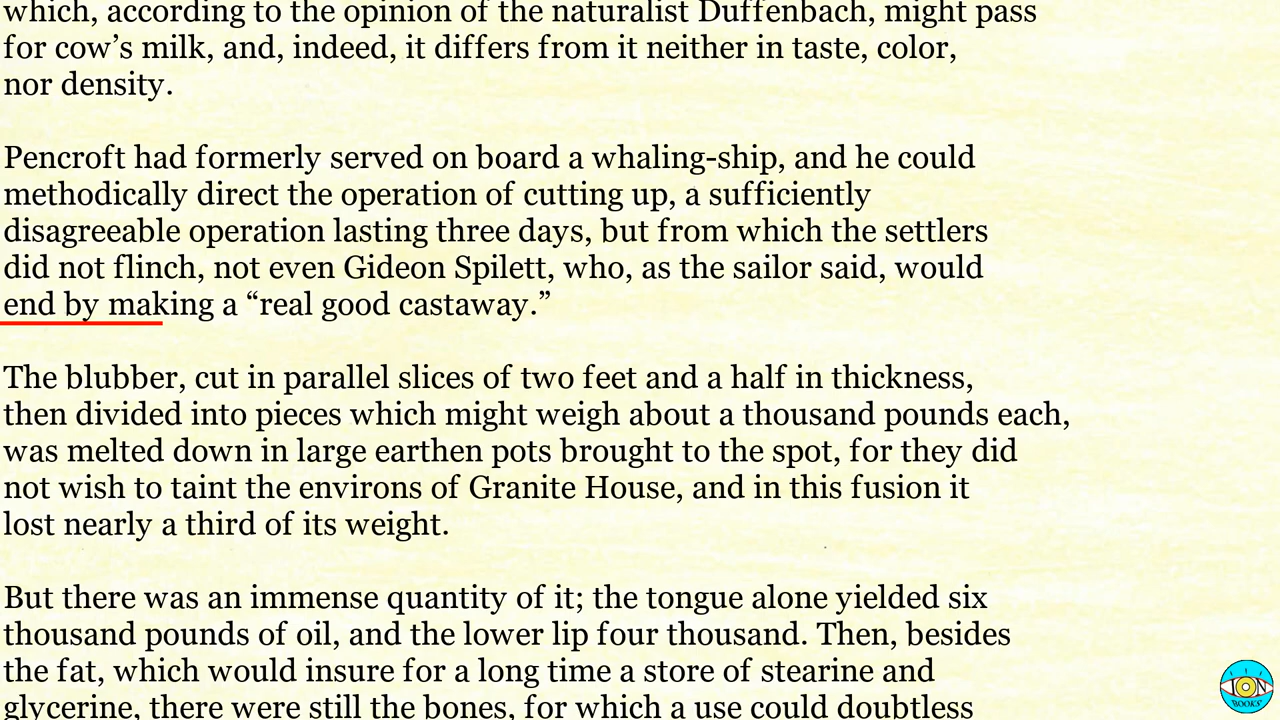 which, according to the opinion of the naturalist Duffenbach, might pass
for cow’s milk, and, indeed, it differs from it neither in taste, color,
nor density.
Pencroft had formerly served on board a whaling-ship, and he could
methodically direct the operation of cutting up, a sufficiently
disagreeable operation lasting three days, but from which the settlers
did not flinch, not even Gideon Spilett, who, as the sailor said, would
end by making a “real good castaway.”
The blubber, cut in parallel slices of two feet and a half in thickness,
then divided into pieces which might weigh about a thousand pounds each,
was melted down in large earthen pots brought to the spot, for they did
not wish to taint the environs of Granite House, and in this fusion it
lost nearly a third of its weight.
But there was an immense quantity of it; the tongue alone yielded six
thousand pounds of oil, and the lower lip four thousand. Then, besides
the fat, which would insure for a long time a store of stearine and
glycerine, there were still the bones, for which a use could doubtless
BOOKS